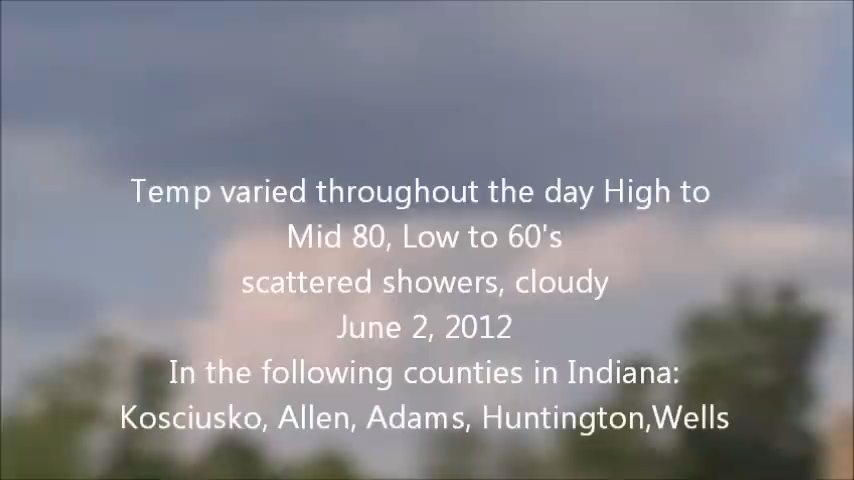 Temp varied throughout the day High to
Mid 80, Low to 60's
scattered showers, cloudy
June 2, 2012
In the following counties in Indiana:
Kosciusko, Allen, Adams, Huntington,Wells